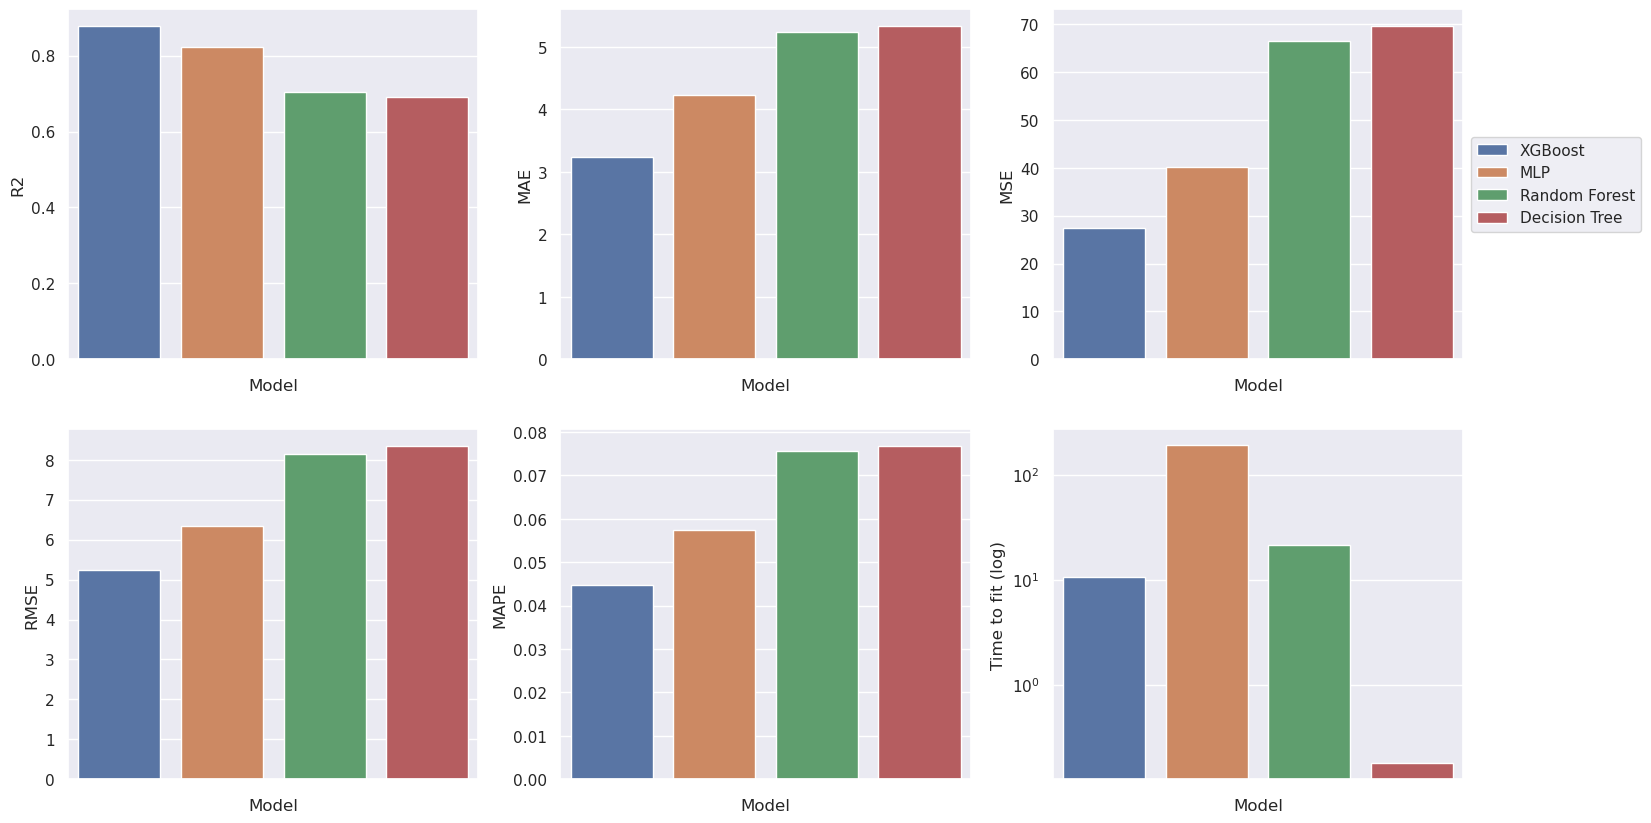 R2
0.8
0.6
0.4
0.2
0.0
Model
MAE
5
4
3
2
1
0
Model
MSE
70
60
50
40
30
20
10
0
Model
XGBoost
MLP
Random Forest
Decision Tree
RMSE
8
7
6
5
4
3
2
1
0
Model
MAPE
0.08
0.07
0.06
0.05
0.04
0.03
0.02
0.01
0.00
Model
Time to fit (log)
10²
10¹
10⁰
Model